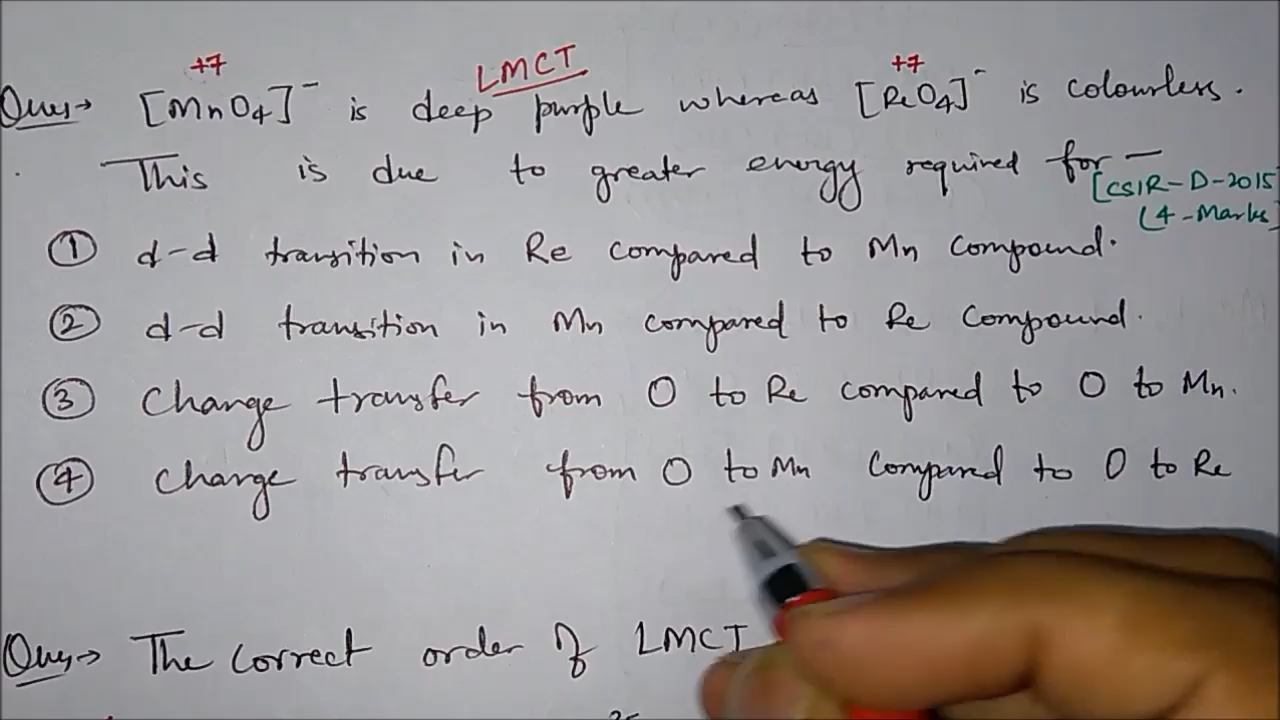 +7 LMCT +7
Ques→ [MnO4]⁻ is deep purple whereas [ReO4]⁻ is colourless.
This is due to greater energy required for —
[CSIR-D-2015]
(4-Marks)
① d-d transition in Re compared to Mn compound.
② d-d transition in Mn compared to Re compound.
③ Change transfer from O to Re compared to O to Mn.
④ Change transfer from O to Mn compared to O to Re
Ques→ The correct order of LMCT